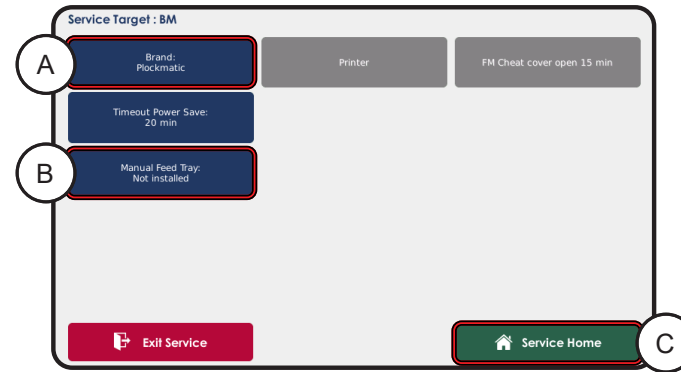 Service Target : BM
A
Brand:
Plockmatic
Printer
FM Cheat cover open 15 min
Timeout Power Save:
20 min
B
Manual Feed Tray:
Not installed
Exit Service
Service Home
C